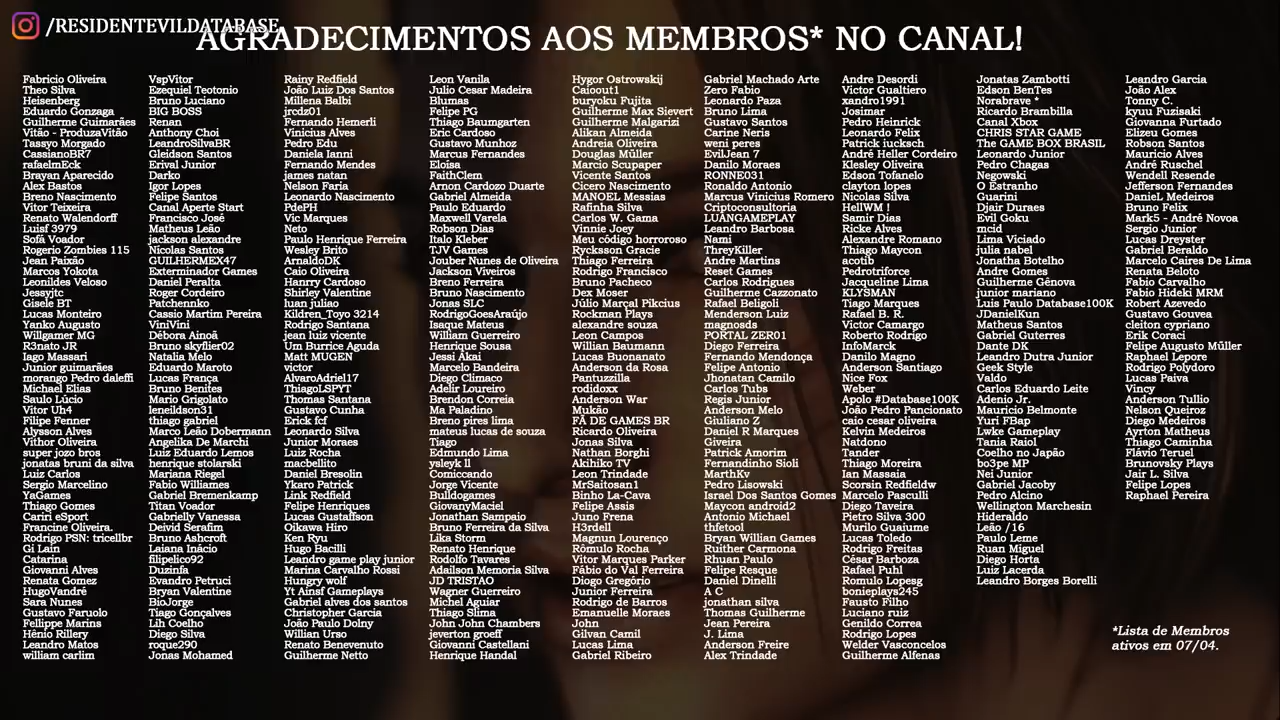 /RESIDENTEVILDATABASE
AGRADECIMENTOS AOS MEMBROS* NO CANAL!
Fabricio Oliveira
Theo Silva
Heisenberg
Eduardo Gonzaga
Guilherme Guimarães
Vitão - ProduzaVitão
Tassyo Morgado
CassianoBR7
rafaelmEck
Brayan Aparecido
Alex Bastos
Breno Nascimento
Vitor Teixeira
Renato Walendorff
Luisf 3979
Sofá Voador
Rogerio Zombies 115
Jean Paixão
Marcos Yokota
Leonildes Veloso
Jessyjtc
Gisele BT
Lucas Monteiro
Yanko Augusto
Willgamer MG
R3nato JR
Iago Massari
Junior guimarães
morango Pedro daleffi
Michael Elias
Saulo Lúcio
Vitor Uh4
Filipe Fenner
Alysson Alves
Vithor Oliveira
super jozo bros
jonatas bruni da silva
Luiz Carlos
Sergio Marcelino
YaGames
Thiago Gomes
Cariri eSport
Francine Oliveira.
Rodrigo PSN: tricellbr
Gi Lain
Catarina
Giovanni Alves
Renata Gomez
HugoVandré
Sara Nunes
Gustavo Faruolo
Fellippe Marins
Hênio Rillery
Leandro Matos
william carlim
VspVitor
Ezequiel Teotonio
Bruno Luciano
BIG BOSS
Renan
Anthony Choi
LeandroSilvaBR
Gleidson Santos
Erival Junior
Darko
Igor Lopes
Felipe Santos
Canal Aperte Start
Francisco José
Matheus Leão
jackson alexandre
Nicolas Santos
GUILHERMEX47
Exterminador Games
Daniel Peralta
Roger Cordeiro
Patchenko
Cassio Martim Pereira
ViniVini
Débora Ainoã
Bruno skyflier02
Natalia Melo
Eduardo Maroto
Lucas França
Bruno Benites
Mario Grigolato
leneildson31
thiago gabriel
Marco Leão Dobermann
Angelika De Marchi
Luiz Eduardo Lemos
henrique stolarski
Mariana Riegel
Fabio Williames
Gabriel Bremenkamp
Titan Voador
Gabrielly Vanessa
Deivid Serafim
Bruno Ashcroft
Laiana Inácio
filipelico92
Duzinfa
Evandro Petruci
Bryan Valentine
BioJorge
Tiago Gonçalves
Lih Coelho
Diego Silva
roque290
Jonas Mohamed
Rainy Redfield
João Luiz Dos Santos
Millena Balbi
jrodz01
Fernando Hemerli
Vinicius Alves
Pedro Edu
Daniela Ianni
Fernando Mendes
james natan
Nelson Faria
Leonardo Nascimento
PdePH
Vic Marques
Neto
Paulo Henrique Ferreira
Wesley Brito
ArnaldoDK
Caio Oliveira
Hanrry Cardoso
Shirley Valentine
luan juliao
Kildren_Toyo 3214
Rodrigo Santana
jean luiz vicente
Um Burrice Aguda
Matt MUGEN
victor
AlvaroAdriel17
ThiagoLSPYT
Thomas Santana
Gustavo Cunha
Erick fcf
Leonardo Silva
Junior Moraes
Luiz Rocha
macbellito
Daniel Bresolin
Ykaro Patrick
Link Redfield
Felipe Henriques
Lucas Gustaffson
Oikawa Hiro
Ken Ryu
Hugo Bacilli
Leandro game play junior
Marina Carvalho Rossi
Hungry wolf
Yt Ainsf Gameplays
Gabriel alves dos santos
Christopher Garcia
João Paulo Dolny
Willian Urso
Renato Benevenuto
Guilherme Netto
Leon Vanila
Julio Cesar Madeira
Blumas
Felipe PG
Thiago Baumgarten
Eric Cardoso
Gustavo Munhoz
Marcus Fernandes
Eloísa
FaithClem
Arnon Cardozo Duarte
Gabriel Almeida
Paulo Eduardo
Maxwell Varela
Robson Dias
Italo Kleber
TJV Games
Jouber Nunes de Oliveira
Jackson Viveiros
Breno Ferreira
Bruno Nascimento
Jonas SLC
RodrigoGoesAraújo
Isaque Mateus
William Guerreiro
Henrique Sousa
Jessi Akai
Marcelo Bandeira
Diego Climaco
Adelir Loureiro
Brendon Correia
Ma Paladino
Breno pires lima
mateus lucas de souza
Tiago
Edmundo Lima
ysleyk ll
Comiccando
Jorge Vicente
Bulldogames
GiovanyMaciel
Jonathan Sampaio
Bruno Ferreira da Silva
Lika Storm
Renato Henrique
Rodolfo Tavares
Adailson Memoria Silva
JD TRISTAO
Wagner Guerreiro
Michel Aguiar
Thiago Slima
John John Chambers
jeverton groeff
Giovanni Castellani
Henrique Handal
Hygor Ostrowskij
Caioout1
buryoku Fujita
Guilherme Max Sievert
Guilherme Malgarizi
Alikan Almeida
Andreia Oliveira
Douglas Müller
Marcio Scupaper
Vicente Santos
Cicero Nascimento
MANOEL Messias
Rafinha Silva
Carlos W. Gama
Vinnie Joey
Meu código horroroso
Rycksson Gracie
Thiago Ferreira
Rodrigo Francisco
Bruno Pacheco
Dex Moser
Júlio Marçal Pikcius
Rockman Plays
alexandre souza
Leon Campos
Willian Baumann
Lucas Buonanato
Anderson da Rosa
Pantuzzilla
rodidoxx
Anderson War
Mukão
FÃ DE GAMES BR
Ricardo Oliveira
Jonas Silva
Nathan Borghi
Akihiko TV
Leon Trindade
MrSaitosan1
Binho La-Cava
Felipe Assis
Juno Frena
H3rdell
Magnun Lourenço
Rômulo Rocha
Vitor Marques Parker
Fábio do Val Ferreira
Diogo Gregório
Junior Ferreira
Rodrigo de Barros
Emanuelle Moraes
John
Gilvan Camil
Lucas Lima
Gabriel Ribeiro
Gabriel Machado Arte
Zero Fabio
Leonardo Paza
Bruno Lima
Gustavo Santos
Carine Neris
weni peres
EvilJean 7
Danilo Moraes
RONNE031
Ronaldo Antonio
Marcus Vinicius Romero
Criptoconsultoria
LUANGAMEPLAY
Leandro Barbosa
Nami
ThreyKiller
Andre Martins
Reset Games
Carlos Rodrigues
Guilherme Cazzonato
Rafael Beligoli
Menderson Luiz
magnosds
PORTAL ZER01
Diego Ferreira
Fernando Mendonça
Felipe Antonio
Jhonatan Camilo
Carlos Tubs
Regis Junior
Anderson Melo
Giuliano Z
Daniel R Marques
Giveira
Patrick Amorim
Fernandinho Sioli
MarthKv
Pedro Lisowski
Israel Dos Santos Gomes
Maycon android2
Antonio Michael
thfetool
Bryan Willian Games
Ruither Carmona
Rhuan Paulo
Felipe Resque
Daniel Dinelli
A C
jonathan silva
Thomas Guilherme
Jean Pereira
J. Lima
Anderson Freire
Alex Trindade
Andre Desordi
Victor Gualtiero
xandro1991
Josimar
Pedro Heinrick
Leonardo Felix
Patrick iucksch
André Heller Cordeiro
Klesley Oliveira
Edson Tofanelo
clayton lopes
Nicolas Silva
HellWM !
Samir Dias
Ricke Alves
Alexandre Romano
Thiago Maycon
acotib
Pedrotriforce
Jacqueline Lima
KLYSMAN
Tiago Marques
Rafael B. R.
Victor Camargo
Roberto Rodrigo
InfoMarck
Danilo Magno
Anderson Santiago
Nice Fox
Weber
Apolo #Database100K
João Pedro Pancionato
caio cesar oliveira
Kelvin Medeiros
Natdono
Tander
Thiago Moreira
Ian Massaia
Scorsin Redfieldw
Marcelo Pasculli
Diego Taveira
Pietro Silva 300
Murilo Guaiume
Lucas Toledo
Rodrigo Freitas
César Barboza
Rafael Puhl
Romulo Lopesg
bonieplays245
Fausto Filho
Luciano ruiz
Genildo Correa
Rodrigo Lopes
Welder Vasconcelos
Guilherme Alfenas
Jonatas Zambotti
Edson BenTes
Norabrave *
Ricardo Brambilla
Canal Xbox
CHRIS STAR GAME
The GAME BOX BRASIL
Leonardo Junior
Pedro Chagas
Negowski
O Estranho
Guarini
Djair Duraes
Evil Goku
mcid
Lima Viciado
julia nabel
Jonatha Botelho
Andre Gomes
Guilherme Gênova
junior mariano
Luis Paulo Database100K
JDanielKun
Matheus Santos
Gabriel Guterres
Dante DK
Leandro Dutra Junior
Geek Style
Valdo
Carlos Eduardo Leite
Adenio Jr.
Mauricio Belmonte
Yuri FBap
Lwke Gameplay
Tania Raiol
Coelho no Japão
bo3pe MP
Nei Junior
Gabriel Jacoby
Pedro Alcino
Wellington Marchesin
Hideraldo
Leão /16
Paulo Leme
Ruan Miguel
Diego Horta
Luiz Lacerda
Leandro Borges Borelli
Leandro Garcia
João Alex
Tonny C.
kyuu Fuzisaki
Giovanna Furtado
Elizeu Gomes
Robson Santos
Mauricio Alves
André Ruschel
Wendell Resende
Jefferson Fernandes
DanieL Medeiros
Bruno Felix
Mark5 - André Novoa
Sergio Junior
Lucas Dreyster
Gabriel Beraldo
Marcelo Caires De Lima
Renata Beloto
Fabio Carvalho
Fabio Hideki MRM
Robert Azevedo
Gustavo Gouvea
cleiton cypriano
Erik Coraci
Felipe Augusto Müller
Raphael Lepore
Rodrigo Polydoro
Lucas Paiva
Vincy
Anderson Tullio
Nelson Queiroz
Diego Medeiros
Ayrton Matheus
Thiago Caminha
Flávio Teruel
Brunovsky Plays
Jair L. Silva
Felipe Lopes
Raphael Pereira
*Lista de Membros
ativos em 07/04.